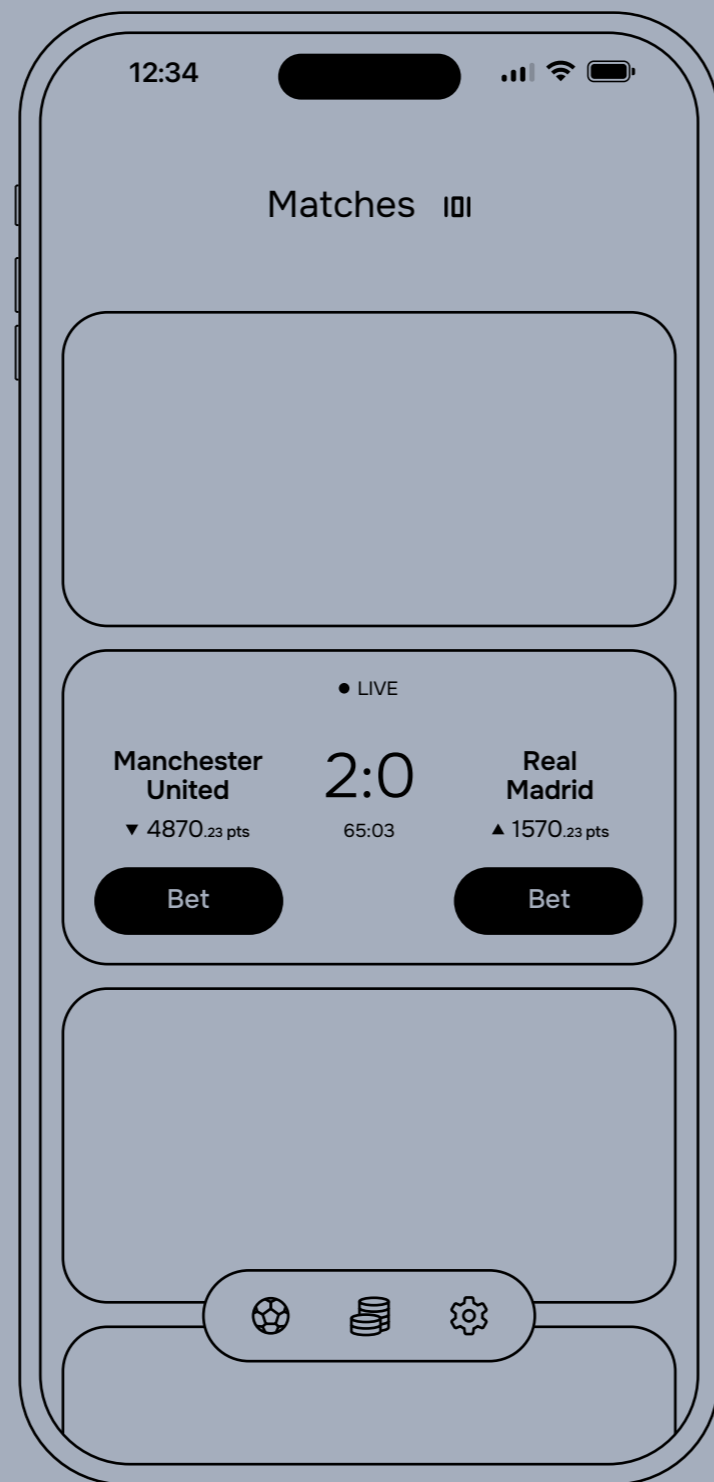 12:34
Matches
LIVE
Manchester
United
2:0
Real
Madrid
▼ 4870.23 pts
65:03
▲ 1570.23 pts
Bet
Bet